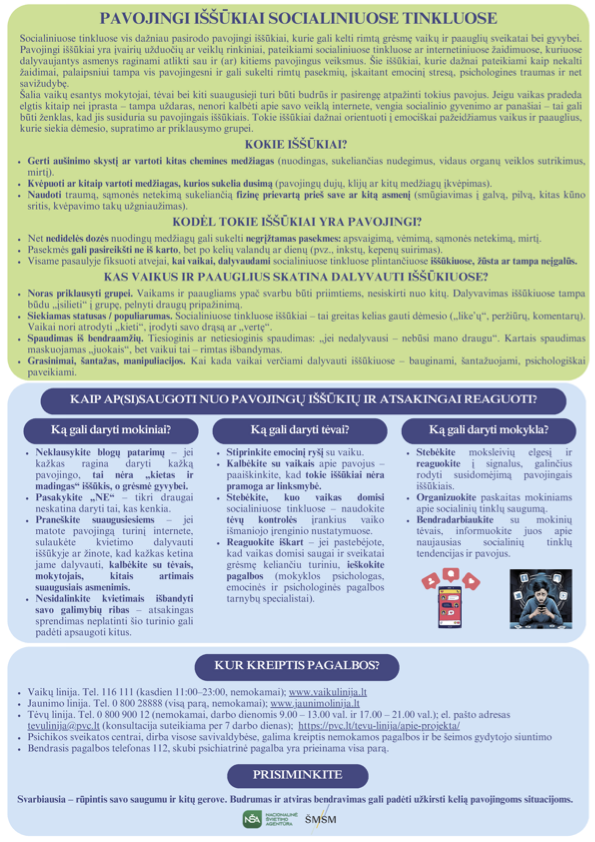 PAVOJINGI IŠŠŪKIAI SOCIALINIUOSE TINKLUOSE
Socialiniuose tinkluose vis dažniau pasirodo pavojingi iššūkiai, kurie gali kelti rimtą grėsmę vaikų ir paauglių sveikatai bei gyvybei.
Pavojingi iššūkiai yra įvairių užduočių ar veiklų rinkiniai, pateikiami socialiniuose tinkluose ar internetiniuose žaidimuose, kuriuose
dalyvaujantys asmenys raginami atlikti sau ir (ar) kitiems pavojingus veiksmus. Šie iššūkiai, kurie dažnai pateikiami kaip nekalti
žaidimai, palaipsniui tampa vis pavojingesni ir gali sukelti rimtų pasekmių, įskaitant emocinį stresą, psichologines traumas ir net
savižudybę.
Šalia vaikų esantys mokytojai, tėvai bei kiti suaugusieji turi būti budrūs ir pasirengę atpažinti tokius pavojus. Jeigu vaikas pradeda
elgtis kitaip nei įprasta – tampa uždaras, nenori kalbėti apie savo veiklą internete, vengia socialinio gyvenimo ar panašiai – tai gali
būti ženklas, kad jis susiduria su pavojingais iššūkiais. Tokie iššūkiai dažnai orientuoti į emociškai pažeidžiamus vaikus ir paauglius,
kurie siekia dėmesio, supratimo ar priklausymo grupei.
KOKIE IŠŠŪKIAI?
• Gerti aušinimo skystį ar vartoti kitas chemines medžiagas (nuodingas, sukeliančias nudegimus, vidaus organų veiklos sutrikimus,
mirtį).
• Kvėpuoti ar kitaip vartoti medžiagas, kurios sukelia dusimą (pavojingų dujų, klijų ar kitų medžiagų įkvėpimas).
• Naudoti traumą, sąmonės netekimą sukeliančią fizinę prievartą prieš save ar kitą asmenį (smūgiavimas į galvą, pilvą, kitas kūno
sritis, kvėpavimo takų užgniaužimas).
KODĖL TOKIE IŠŠŪKIAI YRA PAVOJINGI?
• Net nedidelės dozės nuodingų medžiagų gali sukelti negrįžtamas pasekmes: apsvaigimą, vėmimą, sąmonės netekimą, mirtį.
• Pasekmės gali pasireikšti ne iš karto, bet po kelių valandų ar dienų (pvz., inkstų, kepenų suirimas).
• Visame pasaulyje fiksuoti atvejai, kai vaikai, dalyvaudami socialiniuose tinkluose plintančiuose iššūkiuose, žūsta ar tampa neįgalūs.
KAS VAIKUS IR PAAUGLIUS SKATINA DALYVAUTI IŠŠŪKIUOSE?
• Noras priklausyti grupei. Vaikams ir paaugliams ypač svarbu būti priimtiems, nesiskirti nuo kitų. Dalyvavimas iššūkiuose tampa
būdu „įsilieti“ į grupę, pelnyti draugų pripažinimą.
• Siekiamas statusas / populiarumas. Socialiniuose tinkluose iššūkiai – tai greitas kelias gauti dėmesio („like’ų“, peržiūrų, komentarų).
Vaikai nori atrodyti „kieti“, įrodyti savo drąsą ar „vertę“.
• Spaudimas iš bendraamžių. Tiesioginis ar netiesioginis spaudimas: „jei nedalyvausi – nebūsi mano draugu“. Kartais spaudimas
maskuojamas „juokais“, bet vaikui tai – rimtas išbandymas.
• Grasinimai, šantažas, manipuliacijos. Kai kada vaikai verčiami dalyvauti iššūkiuose – bauginami, šantažuojami, psichologiškai
paveikiami.
KAIP AP(SI)SAUGOTI NUO PAVOJINGŲ IŠŠŪKIŲ IR ATSAKINGAI REAGUOTI?
Ką gali daryti mokiniai?
• Neklausykite blogų patarimų – jei
kažkas ragina daryti kažką
pavojingo, tai nėra „kietas ir
madingas“ iššūkis, o grėsmė gyvybei.
• Pasakykite „NE“ – tikri draugai
neskatina daryti tai, kas kenkia.
• Praneškite suaugusiesiems – jei
matote pavojingą turinį internete,
sulaukėte kvietimo dalyvauti
iššūkyje ar žinote, kad kažkas ketina
jame dalyvauti, kalbėkite su tėvais,
mokytojais, kitais artimais
suaugusiais asmenimis.
• Nesidalinkite kvietimais išbandyti
savo galimybių ribas – atsakingas
sprendimas neplatinti šio turinio gali
padėti apsaugoti kitus.
Ką gali daryti tėvai?
• Stiprinkite emocinį ryšį su vaiku.
• Kalbėkite su vaikais apie pavojus –
paaiškinkite, kad tokie iššūkiai nėra
pramoga ar linksmybė.
• Stebėkite, kuo vaikas domisi
socialiniuose tinkluose – naudokite
tėvų kontrolės įrankius vaiko
išmaniojo įrenginio nustatymuose.
• Reaguokite iškart – jei pastebėjote,
kad vaikas domisi saugai ir sveikatai
grėsmę keliančiu turiniu, ieškokite
pagalbos (mokyklos psichologas,
emocinės ir psichologinės pagalbos
tarnybų specialistai).
Ką gali daryti mokykla?
• Stebėkite moksleivių elgesį ir
reaguokite į signalus, galinčius
rodyti susidomėjimą pavojingais
iššūkiais.
• Organizuokite paskaitas mokiniams
apie socialinių tinklų saugumą.
• Bendradarbiaukite su mokinių
tėvais, informuokite juos apie
naujausias socialinių tinklų
tendencijas ir pavojus.
KUR KREIPTIS PAGALBOS?
• Vaikų linija. Tel. 116 111 (kasdien 11:00–23:00, nemokamai); www.vaikulinija.lt
• Jaunimo linija. Tel. 0 800 28888 (visą parą, nemokamai); www.jaunimolinija.lt
• Tėvų linija. Tel. 0 800 900 12 (nemokamai, darbo dienomis 9.00 – 13.00 val. ir 17.00 – 21.00 val.); el. pašto adresas
tevulinija@pvc.lt (konsultacija suteikiama per 7 darbo dienas); https://pvc.lt/tevu-linija/apie-projekta/
• Psichikos sveikatos centrai, dirba visose savivaldybėse, galima kreiptis nemokamos pagalbos ir be šeimos gydytojo siuntimo
• Bendrasis pagalbos telefonas 112, skubi psichiatrinė pagalba yra prieinama visą parą.
PRISIMINKITE
Svarbiausia – rūpintis savo saugumu ir kitų gerove. Budrumas ir atviras bendravimas gali padėti užkirsti kelią pavojingoms situacijoms.
NŠA
NACIONALINĖ
ŠVIETIMO
AGENTŪRA
ŠMSM